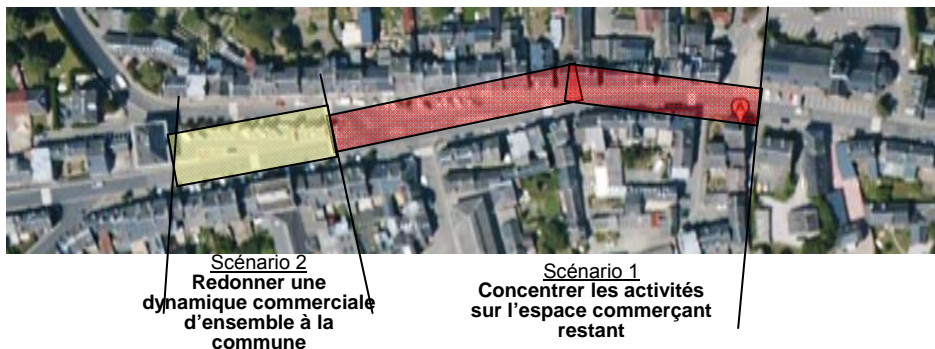 Scénario 2
Redonner une
dynamique commerciale
d'ensemble à la
commune
Scénario 1
Concentrer les activités
sur l'espace commerçant
restant
A